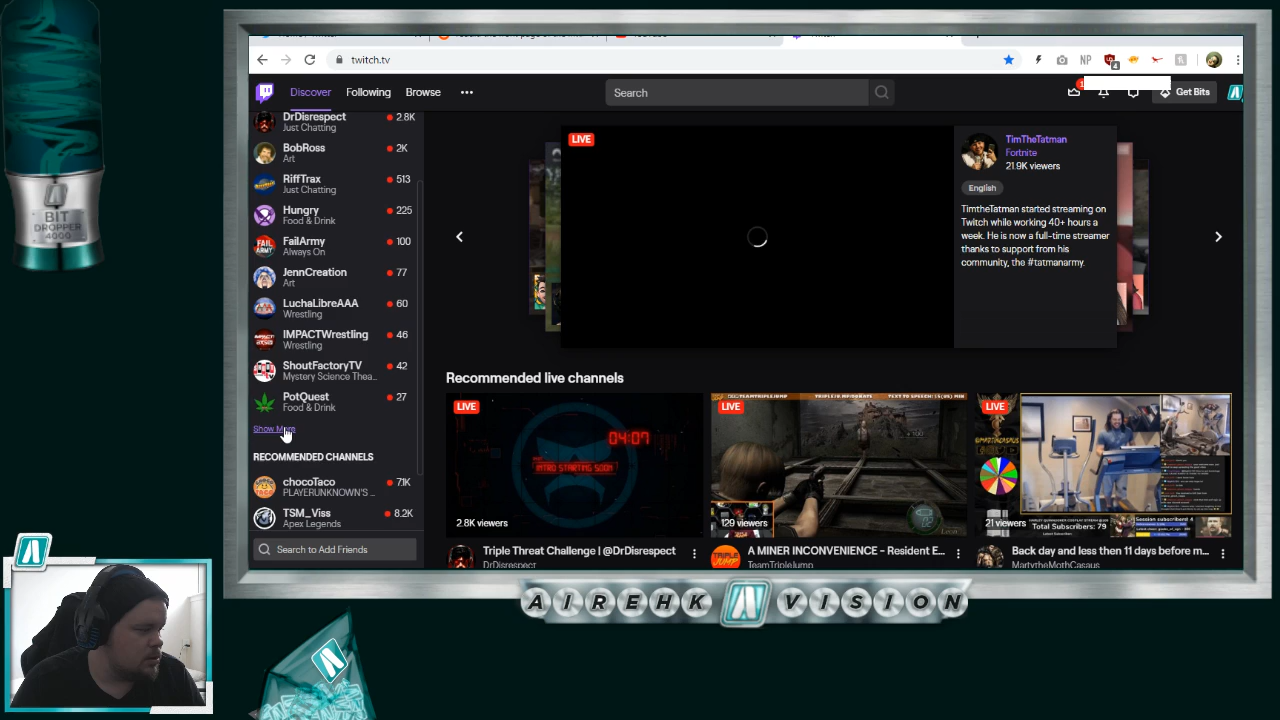 twitch.tv
NP
4
Discover
Following
Browse
Search
Get Bits
DrDisrespect
2.8K
Just Chatting
BobRoss
2K
Art
RiffTrax
513
Just Chatting
Hungry
225
Food & Drink
FailArmy
100
Always On
JennCreation
77
Art
LuchaLibreAAA
60
Wrestling
IMPACTWrestling
46
Wrestling
ShoutFactoryTV
42
Mystery Science Thea...
PotQuest
27
Food & Drink
Show More
RECOMMENDED CHANNELS
chocoTaco
7.1K
PLAYERUNKNOWN'S ...
TSM_Viss
8.2K
Apex Legends
Search to Add Friends
LIVE
TimTheTatman
Fortnite
21.9K viewers
English
TimtheTatman started streaming on
Twitch while working 40+ hours a
week. He is now a full-time streamer
thanks to support from his
community, the #tatmanarmy.
Recommended live channels
LIVE
04:07
INTRO STARTING SOON
2.8K viewers
Triple Threat Challenge | @DrDisrespect
DrDisrespect
LIVE
129 viewers
TRIPLE JUMP
A MINER INCONVENIENCE - Resident E...
TeamTripleJump
LIVE
21 viewers
Total Subscribers: 79
Back day and less then 11 days before m...
MartytheMothCasaus
BIT
DROPPER
4000
AIREHK VISION